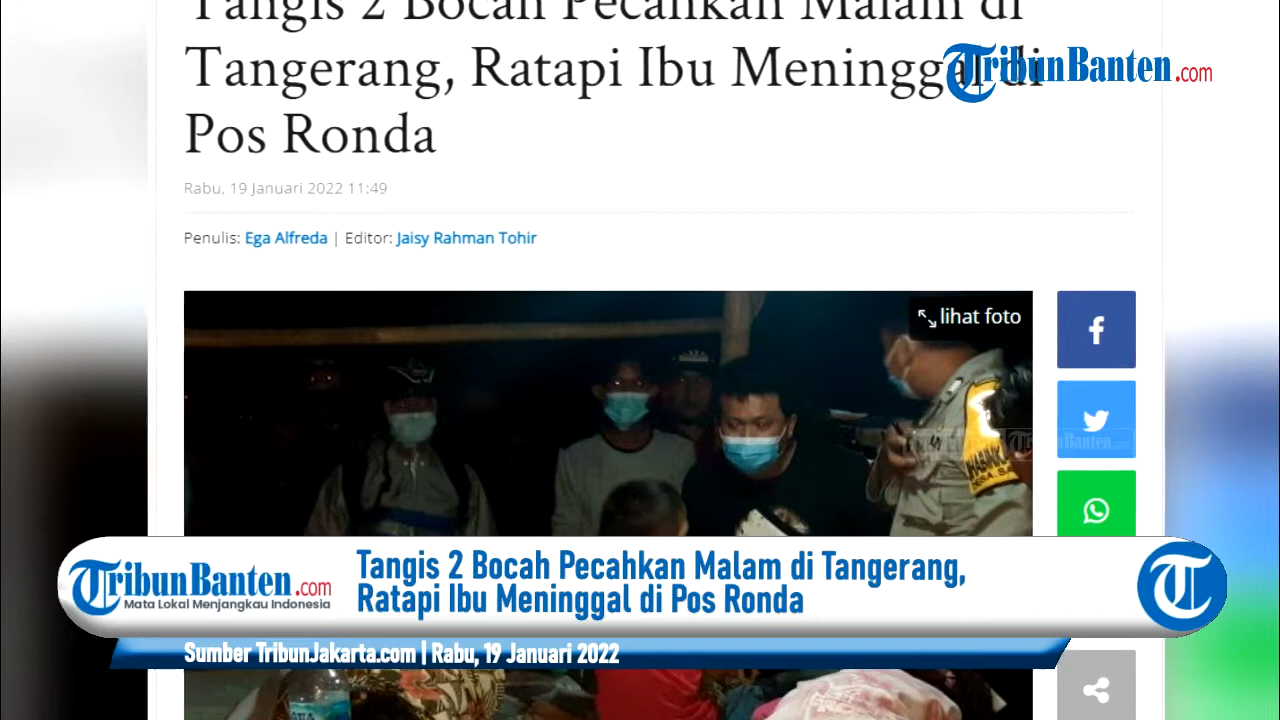 Tangis 2 Bocah Pecahkan Malam di
Tangerang, Ratapi Ibu Meninggal di
Pos Ronda
TribunBanten.com
Rabu, 19 Januari 2022 11:49
Penulis: Ega Alfreda | Editor: Jaisy Rahman Tohir
lihat foto
TribunBanten.com
TribunBanten.com
Mata Lokal Menjangkau Indonesia
Tangis 2 Bocah Pecahkan Malam di Tangerang,
Ratapi Ibu Meninggal di Pos Ronda
Sumber TribunJakarta.com | Rabu, 19 Januari 2022